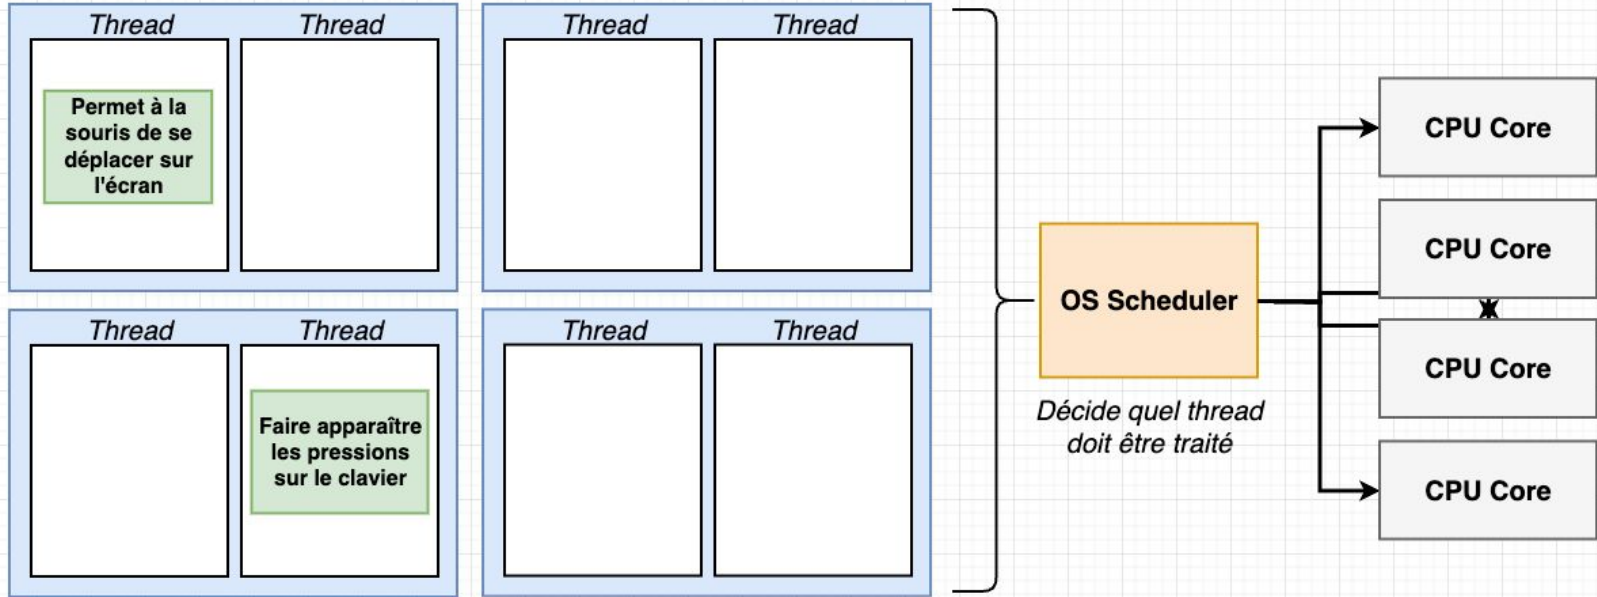 Thread
Thread
Thread
Thread
Permet à la
souris de se
déplacer sur
l'écran
Thread
Thread
Thread
Thread
Faire apparaître
les pressions
sur le clavier
OS Scheduler
Décide quel thread
doit être traité
CPU Core
CPU Core
CPU Core
CPU Core